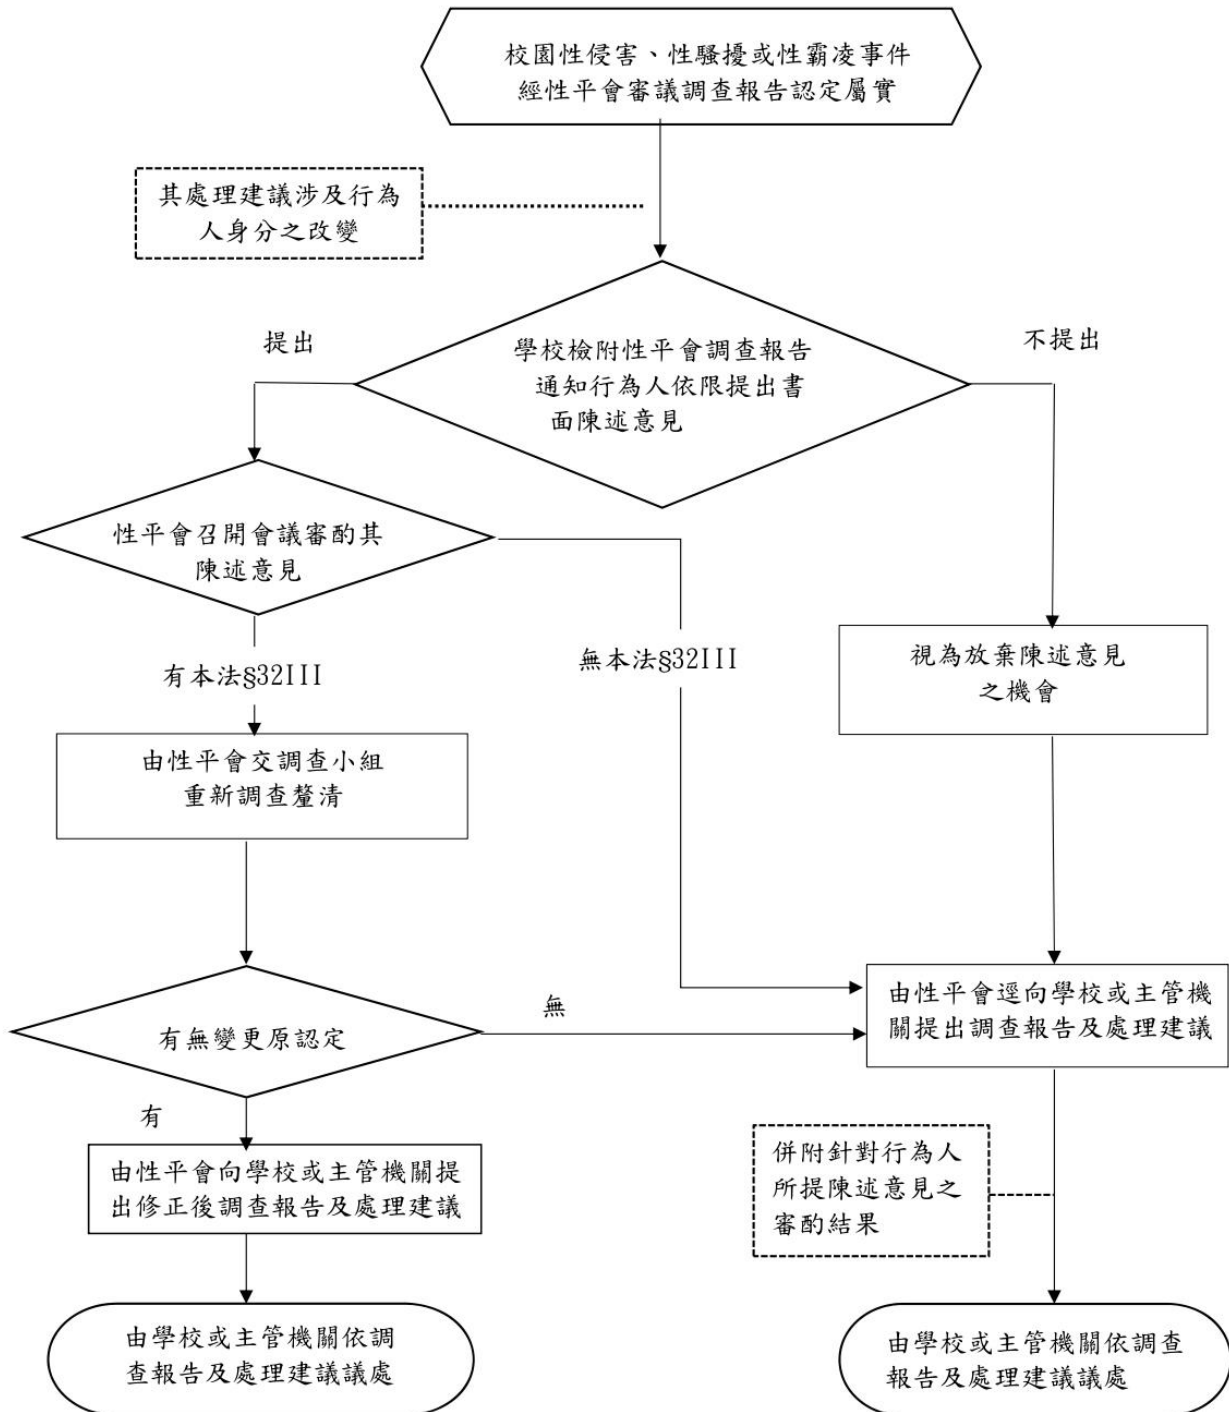 校園性侵害、性騷擾或性霸凌事件
經性平會審議調查報告認定屬實
其處理建議涉及行為
人身分之改變
提出
不提出
學校檢附性平會調查報告
通知行為人依限提出書
面陳述意見
性平會召開會議審酌其
陳述意見
有本法§32III
無本法§32III
視為放棄陳述意見
之機會
由性平會交調查小組
重新調查釐清
有無變更原認定
無
由性平會逕向學校或主管機
關提出調查報告及處理建議
有
由性平會向學校或主管機關提
出修正後調查報告及處理建議
併附針對行為人
所提陳述意見之
審酌結果
由學校或主管機關依調
查報告及處理建議議處
由學校或主管機關依調查
報告及處理建議議處